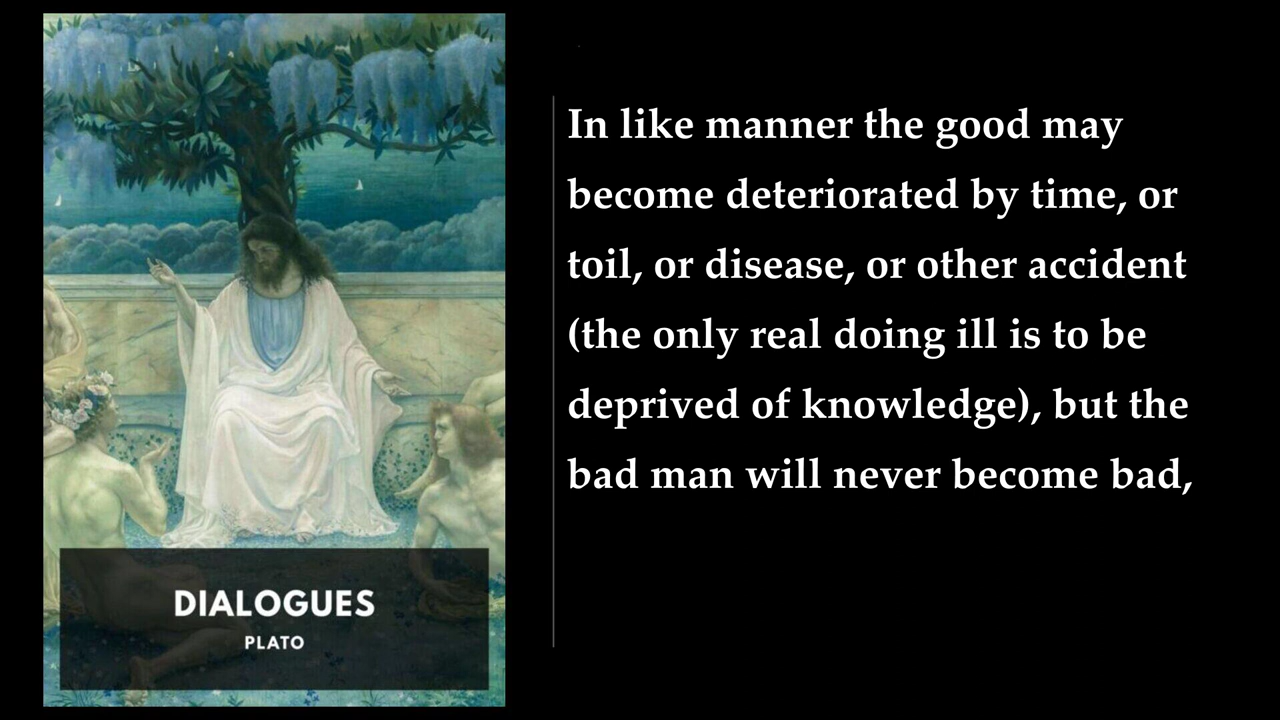 DIALOGUES
PLATO
In like manner the good may
become deteriorated by time, or
toil, or disease, or other accident
(the only real doing ill is to be
deprived of knowledge), but the
bad man will never become bad,